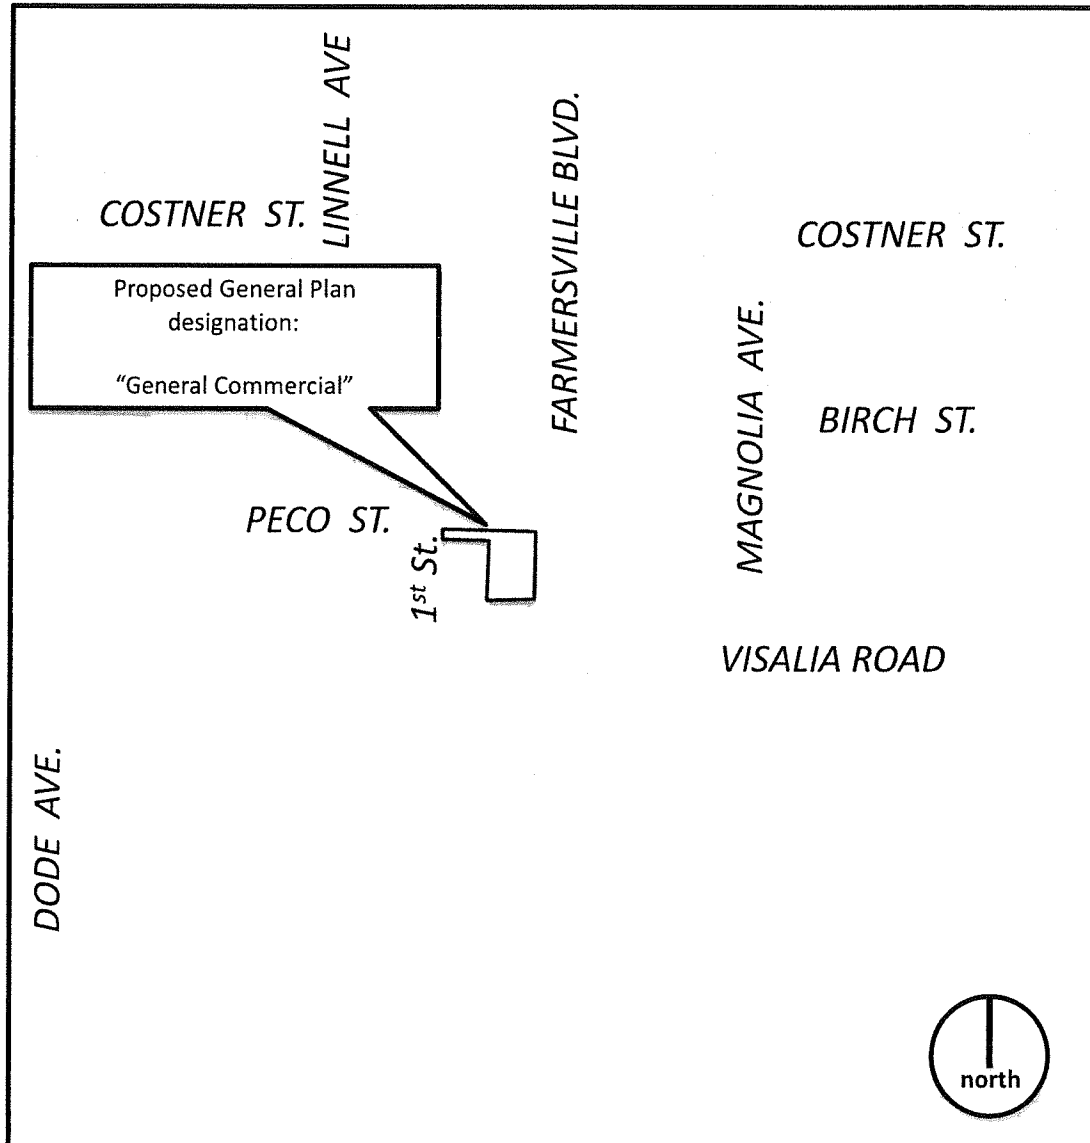 LINNELL AVE
FARMERSVILLE BLVD.
COSTNER ST.
COSTNER ST.
Proposed General Plan
designation:
“General Commercial”
MAGNOLIA AVE.
BIRCH ST.
PECO ST.
1st St.
VISALIA ROAD
DODE AVE.
north